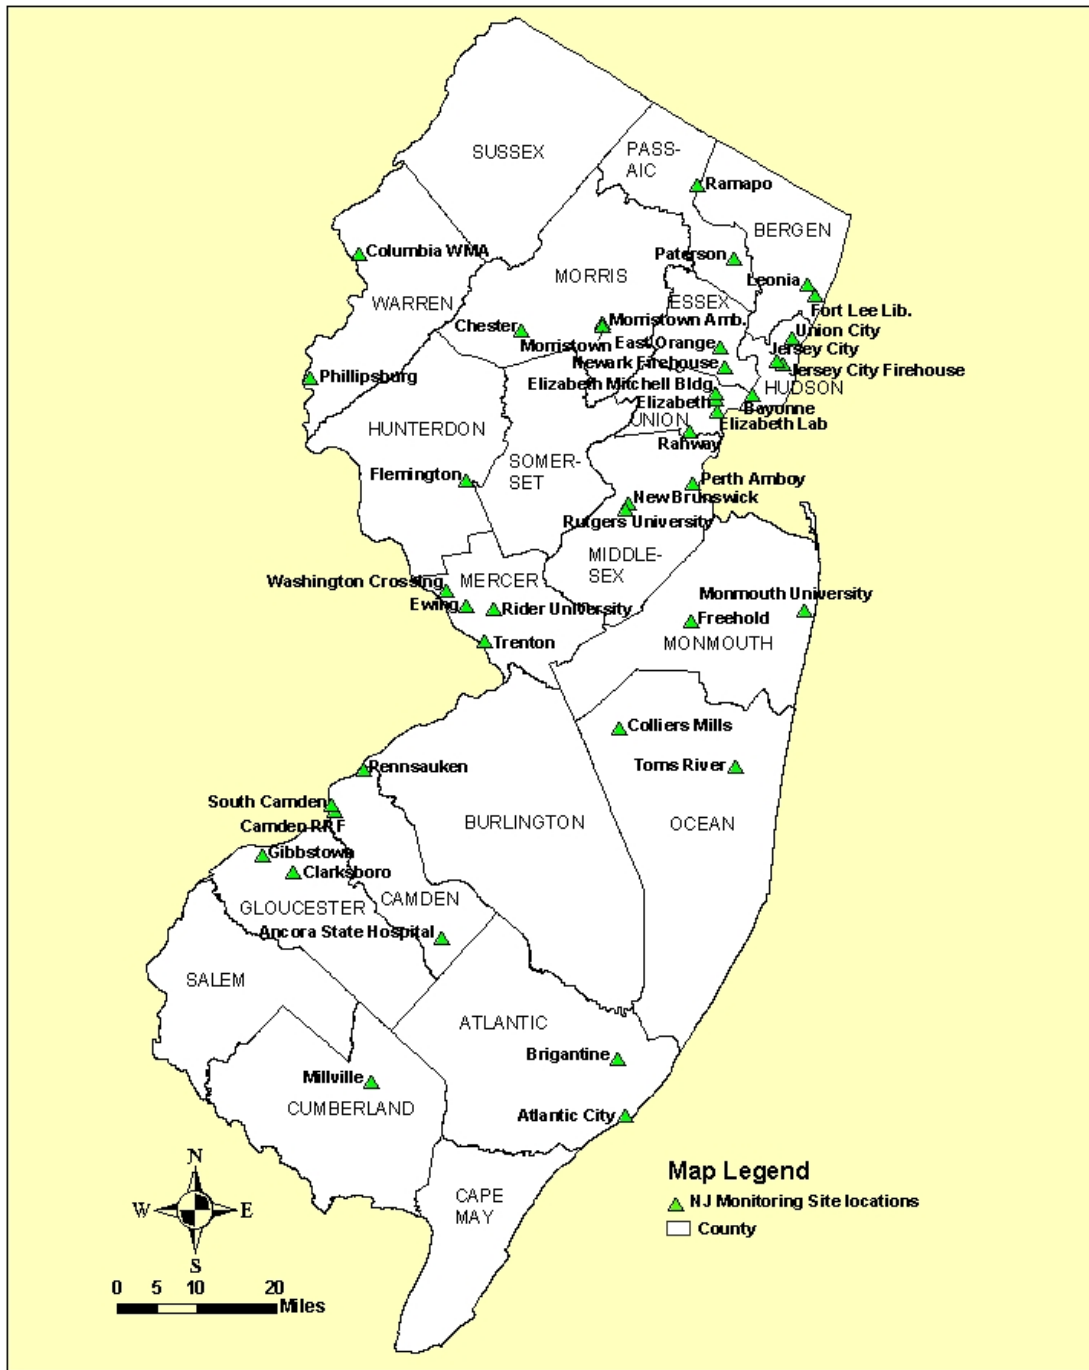 SUSSEX
PASS-
AIC
Ramapo
BERGEN
Columbia WMA
Paterson
MORRIS
Leonia
WARREN
ESSEX
Fort Lee Lib.
Chester
Morristown Amb.
Union City
Morristown
East Orange
Jersey City
Newark Firehouse
Jersey City Firehouse
Phillipsburg
Elizabeth Mitchell Bldg.
HUDSON
Elizabeth
Bayonne
UNION
Elizabeth Lab
HUNTERDON
Rahway
SOMER-
SET
Flemington
Perth Amboy
New Brunswick
Rutgers University
MIDDLE-
SEX
Washington Crossing
MERCER
Monmouth University
Ewing
Rider University
Freehold
Trenton
MONMOUTH
Colliers Mills
Toms River
Pennsauken
South Camden
Camden RRF
BURLINGTON
OCEAN
Gibbstown
Clarksboro
CAMDEN
GLOUCESTER
Ancora State Hospital
SALEM
ATLANTIC
Brigantine
Millville
CUMBERLAND
Atlantic City
CAPE
MAY
Map Legend
NJ Monitoring Site locations
County
N
W E
S
0 5 10 20
Miles